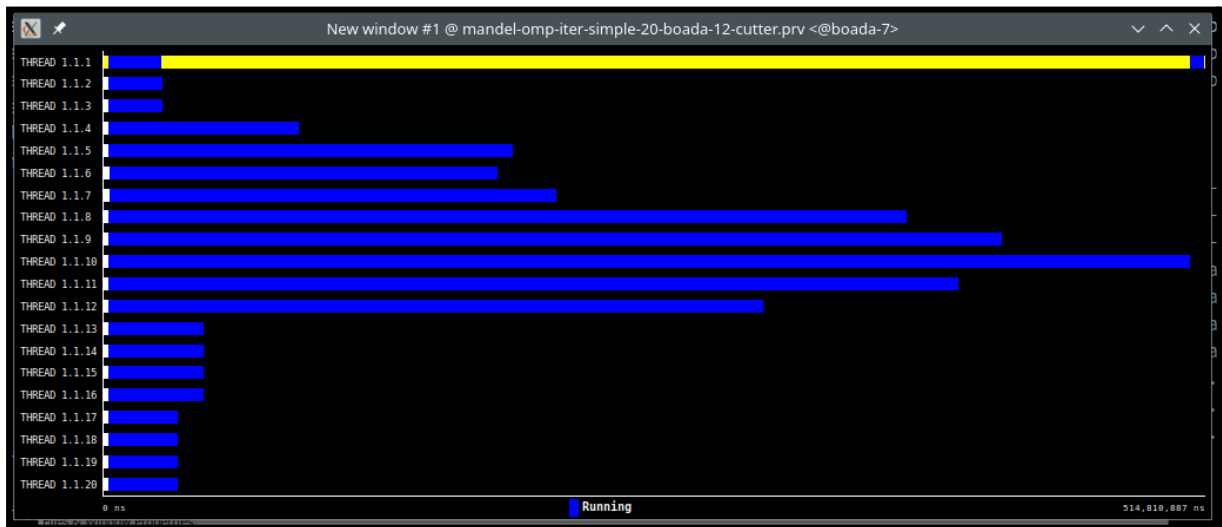 New window #1 @ mandel-omp-iter-simple-20-boada-12-cutter.prv <@boada-7>
THREAD 1.1.1
THREAD 1.1.2
THREAD 1.1.3
THREAD 1.1.4
THREAD 1.1.5
THREAD 1.1.6
THREAD 1.1.7
THREAD 1.1.8
THREAD 1.1.9
THREAD 1.1.10
THREAD 1.1.11
THREAD 1.1.12
THREAD 1.1.13
THREAD 1.1.14
THREAD 1.1.15
THREAD 1.1.16
THREAD 1.1.17
THREAD 1.1.18
THREAD 1.1.19
THREAD 1.1.20
0 ns Running 514,810,887 ns
Files & Window Properties